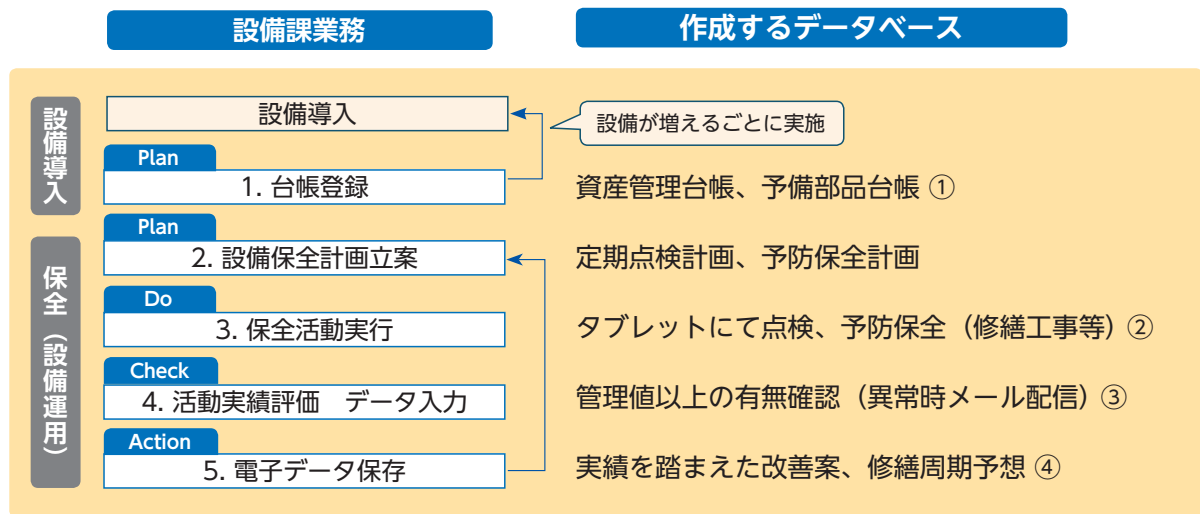 設備課業務
作成するデータベース
設備導入
設備導入
設備が増えるごとに実施
Plan
1. 台帳登録
資産管理台帳、予備部品台帳 ①
保全（設備運用）
Plan
2. 設備保全計画立案
定期点検計画、予防保全計画
Do
3. 保全活動実行
タブレットにて点検、予防保全（修繕工事等）②
Check
4. 活動実績評価　データ入力
管理値以上の有無確認（異常時メール配信）③
Action
5. 電子データ保存
実績を踏まえた改善案、修繕周期予想 ④